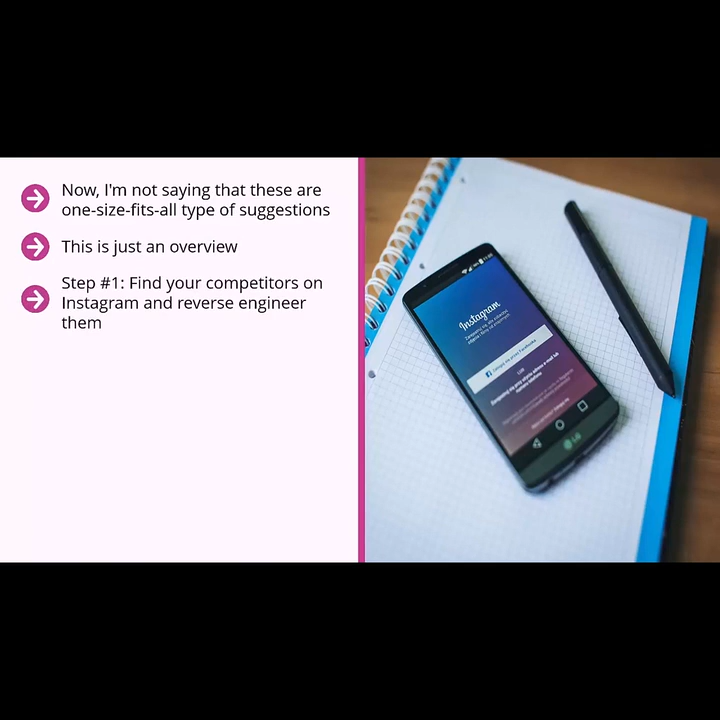 Now, I'm not saying that these are
one-size-fits-all type of suggestions
This is just an overview
Step #1: Find your competitors on
Instagram and reverse engineer
them
Instagram
LG